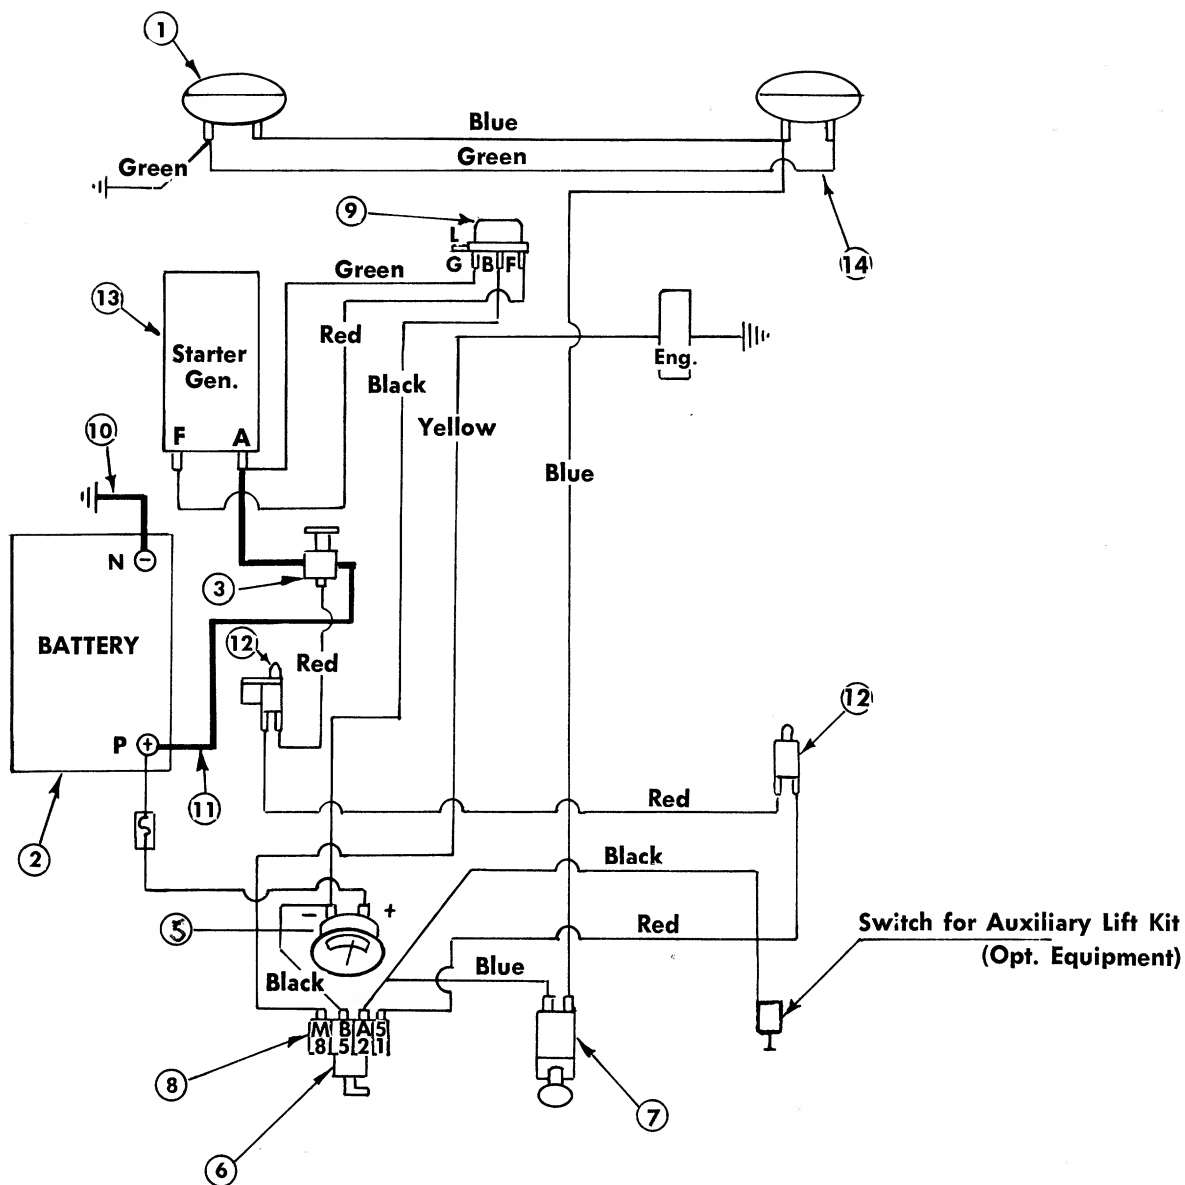 1
Blue
Green
Green
9
L
G B F
14
Green
13
Red
Starter
Gen.
Eng.
Black
Yellow
10
F A
Blue
N −
3
BATTERY
12
Red
12
P +
11
Red
2
Black
− +
5
Red
Switch for Auxiliary Lift Kit
(Opt. Equipment)
Blue
Black
M B A 5
8 5 2 1
8
7
6